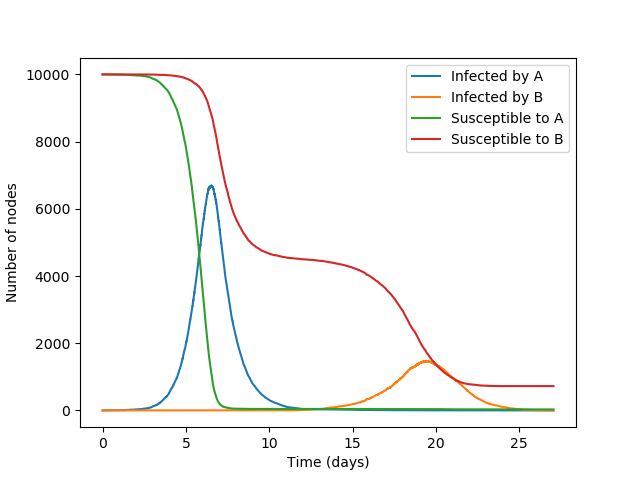 Infected by A
Infected by B
Susceptible to A
Susceptible to B
Number of nodes
10000
8000
6000
4000
2000
0
0 5 10 15 20 25
Time (days)